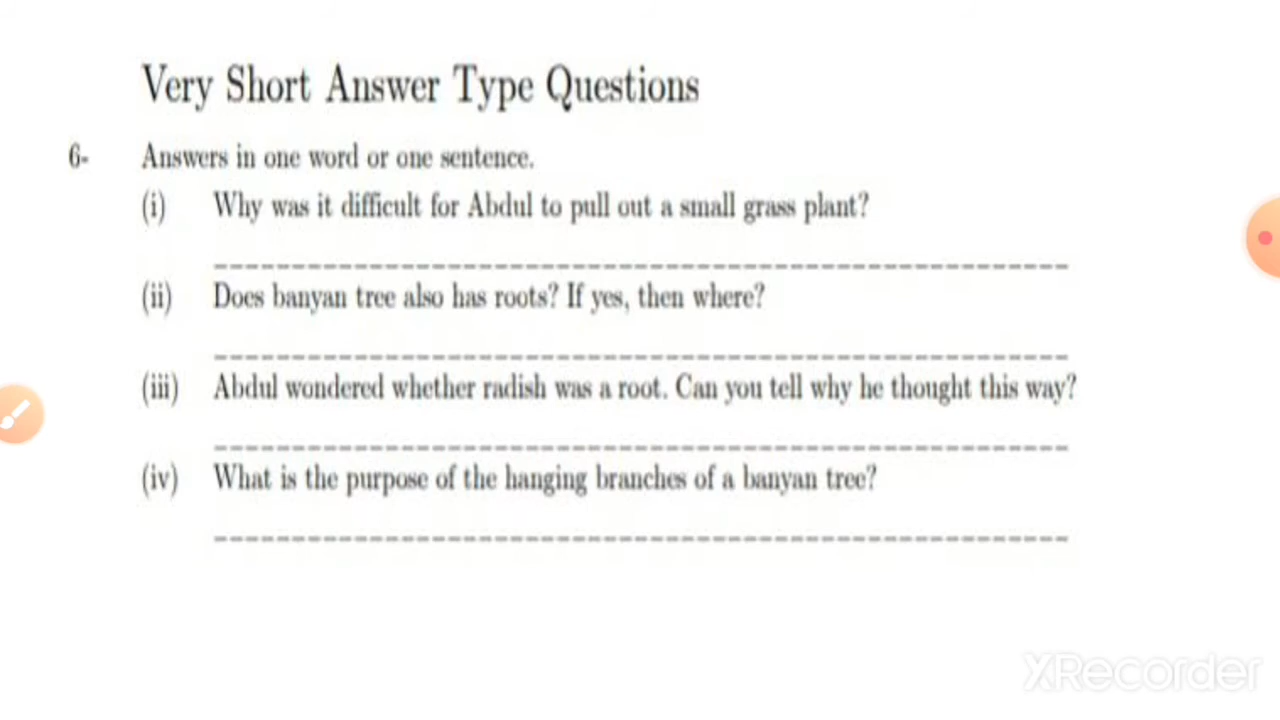 Very Short Answer Type Questions
6- Answers in one word or one sentence.
(i) Why was it difficult for Abdul to pull out a small grass plant?
(ii) Does banyan tree also has roots? If yes, then where?
(iii) Abdul wondered whether radish was a root. Can you tell why he thought this way?
(iv) What is the purpose of the hanging branches of a banyan tree?
XRecorder